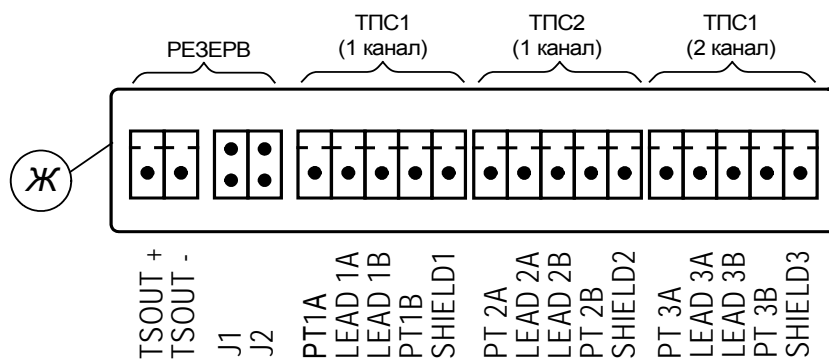 РЕЗЕРВ
ТПС1
(1 канал)
ТПС2
(1 канал)
ТПС1
(2 канал)
Ж
TSOUT +
TSOUT -
J1
J2
PT1A
LEAD 1A
LEAD 1B
PT1B
SHIELD1
PT 2A
LEAD 2A
LEAD 2B
PT 2B
SHIELD2
PT 3A
LEAD 3A
LEAD 3B
PT 3B
SHIELD3